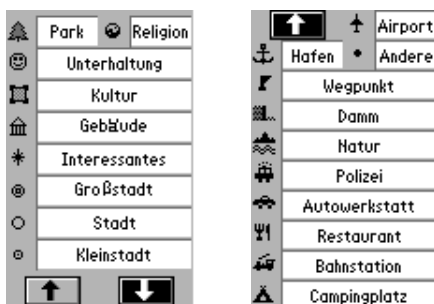 Park Religion
Unterhaltung
Kultur
Gebäude
Interessantes
Großstadt
Stadt
Kleinstadt
Airport
Hafen Andere
Wegpunkt
Damm
Natur
Polizei
Autowerkstatt
Restaurant
Bahnstation
Campingplatz